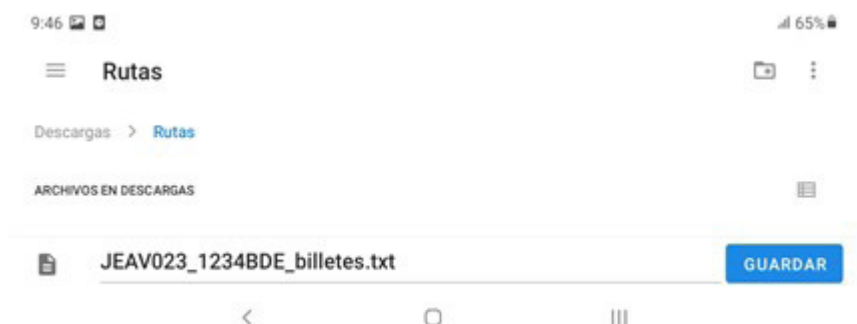 9:46 65%
Rutas
Descargas > Rutas
ARCHIVOS EN DESCARGAS
JEAV023_1234BDE_billetes.txt GUARDAR